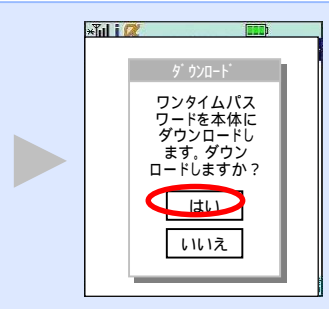 ダウンロード
ワンタイムパス
ワードを本体に
ダウンロードし
ます。ダウン
ロードしますか?
はい
いいえ